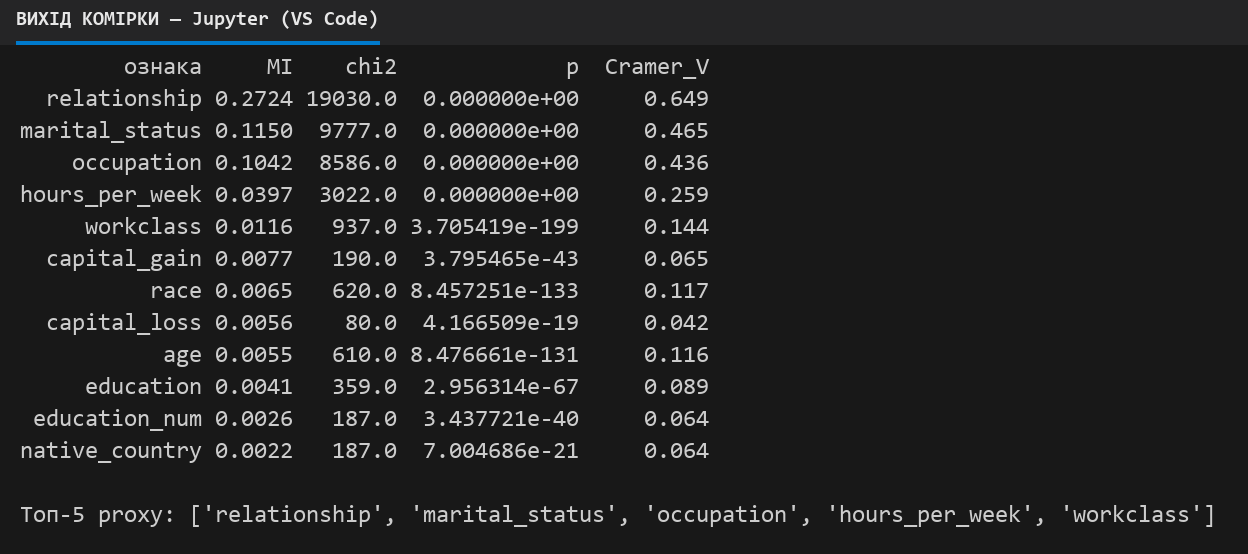 ВИХІД КОМІРКИ — Jupyter (VS Code)
ознака MI chi2 p Cramer_V
relationship 0.2724 19030.0 0.000000e+00 0.649
marital_status 0.1150 9777.0 0.000000e+00 0.465
occupation 0.1042 8586.0 0.000000e+00 0.436
hours_per_week 0.0397 3022.0 0.000000e+00 0.259
workclass 0.0116 937.0 3.705419e-199 0.144
capital_gain 0.0077 190.0 3.795465e-43 0.065
race 0.0065 620.0 8.457251e-133 0.117
capital_loss 0.0056 80.0 4.166509e-19 0.042
age 0.0055 610.0 8.476661e-131 0.116
education 0.0041 359.0 2.956314e-67 0.089
education_num 0.0026 187.0 3.437721e-40 0.064
native_country 0.0022 187.0 7.004686e-21 0.064
Топ-5 proxy: ['relationship', 'marital_status', 'occupation', 'hours_per_week', 'workclass']